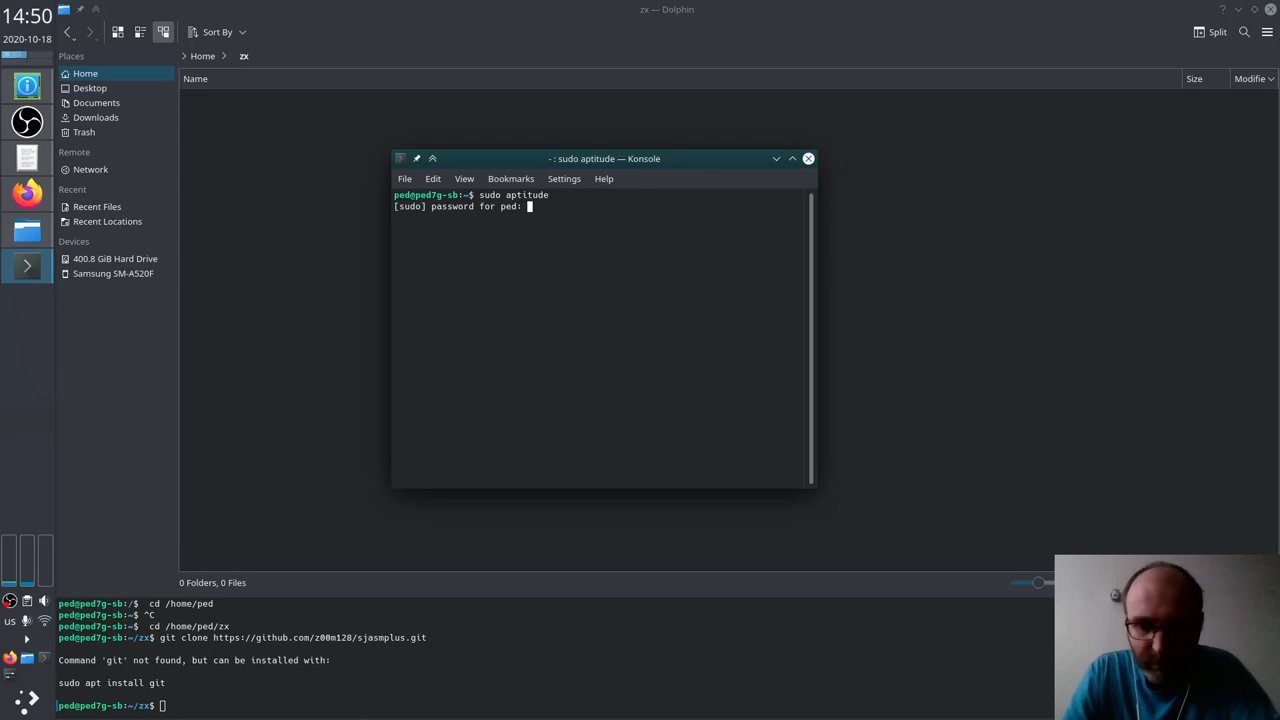 14:50
2020-10-18
zx — Dolphin
Sort By
Split
Places
Home
Desktop
Documents
Downloads
Trash
Remote
Network
Recent
Recent Files
Recent Locations
Devices
400.8 GiB Hard Drive
Samsung SM-A520F
Home zx
Name Size Modifie
- : sudo aptitude — Konsole
File Edit View Bookmarks Settings Help
ped@ped7g-sb:~$ sudo aptitude
[sudo] password for ped:
0 Folders, 0 Files
ped@ped7g-sb:/$ cd /home/ped
ped@ped7g-sb:~$ ^C
ped@ped7g-sb:~$ cd /home/ped/zx
ped@ped7g-sb:~/zx$ git clone https://github.com/z00m128/sjasmplus.git
Command 'git' not found, but can be installed with:
sudo apt install git
ped@ped7g-sb:~/zx$
us